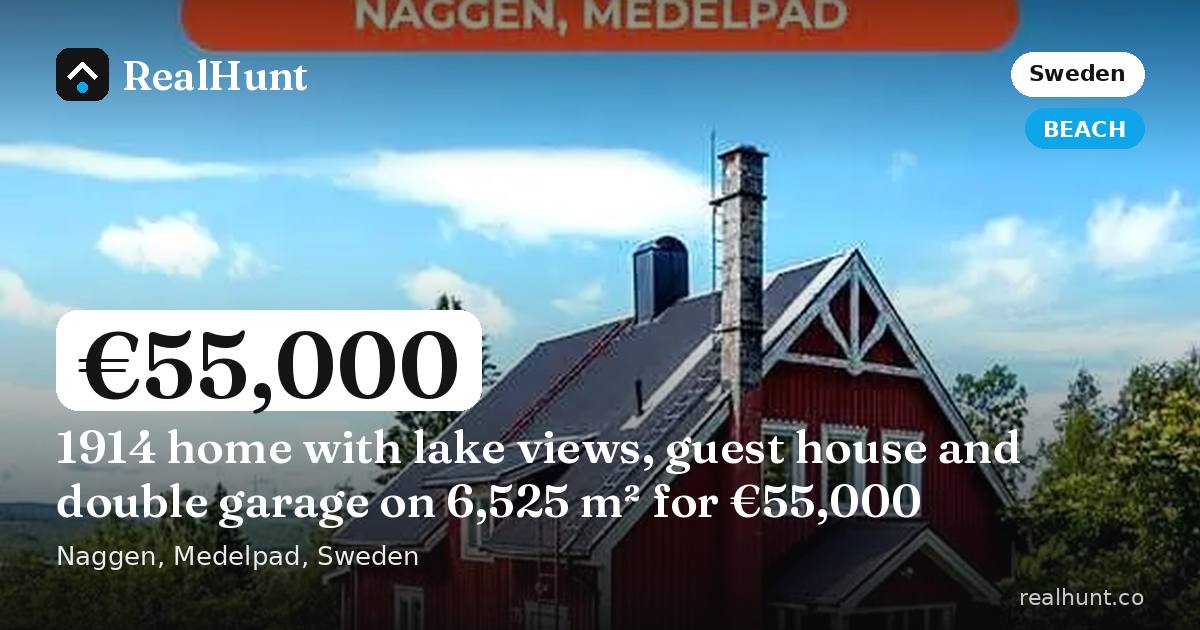 NAGGEN, MEDELPAD
RealHunt
Sweden
BEACH
€55,000
1914 home with lake views, guest house and
double garage on 6,525 m² for €55,000
Naggen, Medelpad, Sweden
realhunt.co